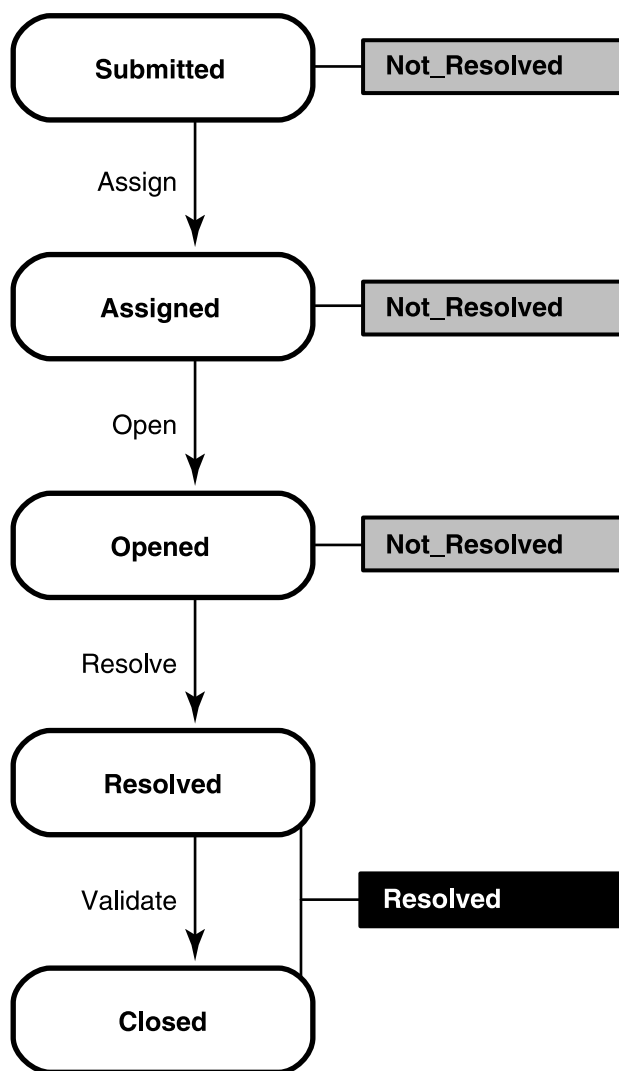 Submitted
Not_Resolved
Assign
Assigned
Not_Resolved
Open
Opened
Not_Resolved
Resolve
Resolved
Validate
Resolved
Closed